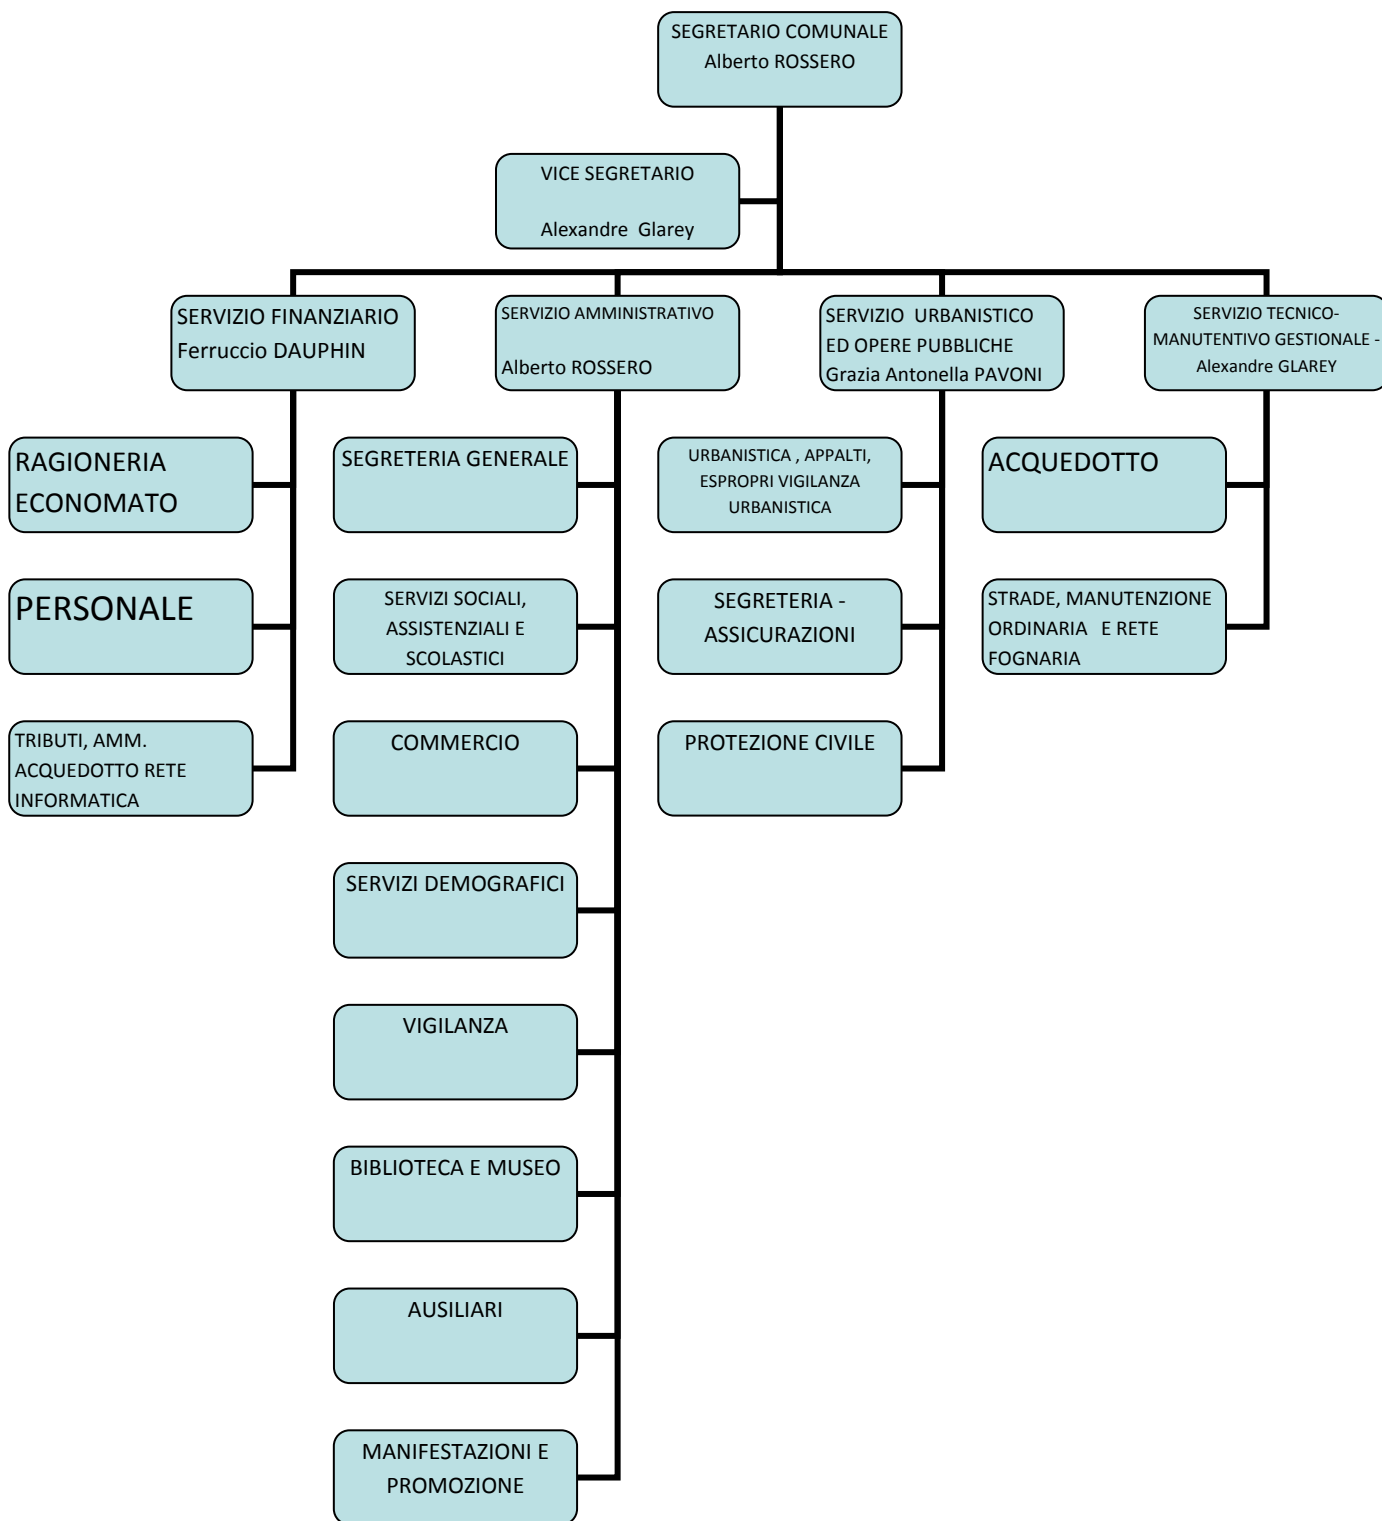 SEGRETARIO COMUNALE
Alberto ROSSERO
VICE SEGRETARIO
Alexandre Glarey
SERVIZIO FINANZIARIO
Ferruccio DAUPHIN
SERVIZIO AMMINISTRATIVO
Alberto ROSSERO
SERVIZIO URBANISTICO
ED OPERE PUBBLICHE
Grazia Antonella PAVONI
SERVIZIO TECNICO-
MANUTENTIVO GESTIONALE -
Alexandre GLAREY
RAGIONERIA
ECONOMATO
SEGRETERIA GENERALE
URBANISTICA , APPALTI,
ESPROPRI VIGILANZA
URBANISTICA
ACQUEDOTTO
PERSONALE
SERVIZI SOCIALI,
ASSISTENZIALI E
SCOLASTICI
SEGRETERIA -
ASSICURAZIONI
STRADE, MANUTENZIONE
ORDINARIA E RETE
FOGNARIA
TRIBUTI, AMM.
ACQUEDOTTO RETE
INFORMATICA
COMMERCIO
PROTEZIONE CIVILE
SERVIZI DEMOGRAFICI
VIGILANZA
BIBLIOTECA E MUSEO
AUSILIARI
MANIFESTAZIONI E
PROMOZIONE